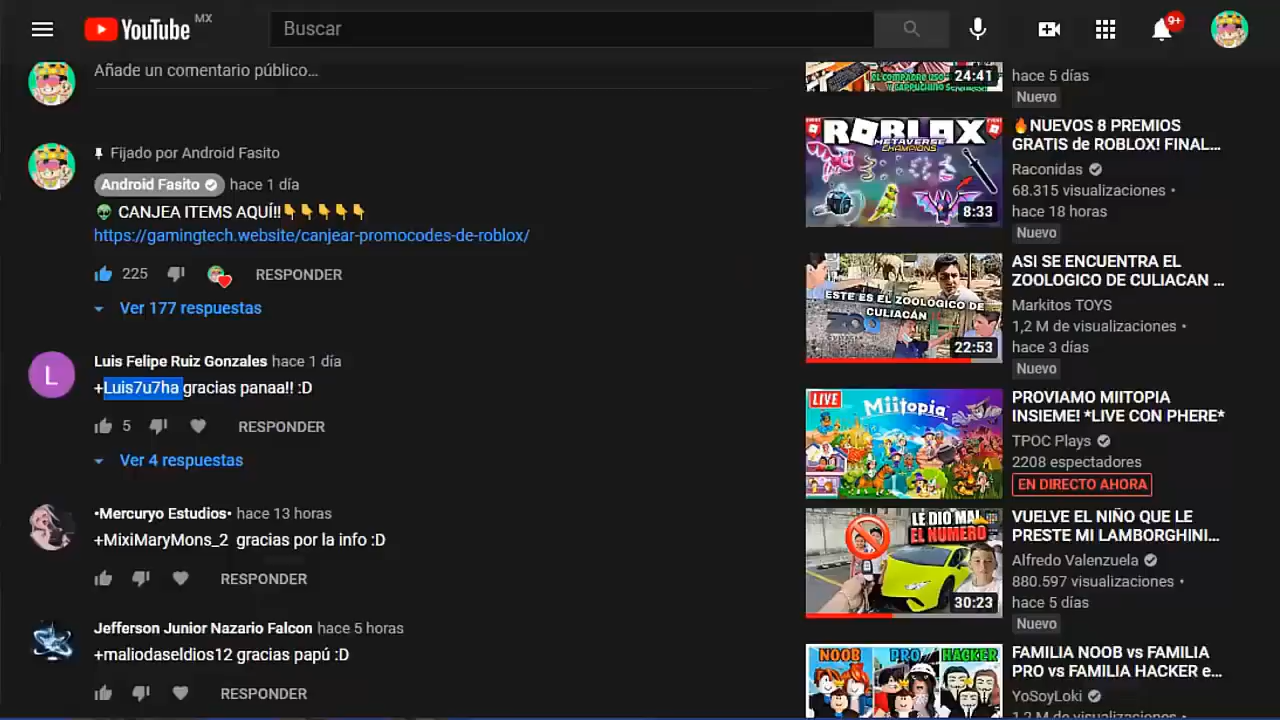 YouTube MX
Buscar
9+
Añade un comentario público...
Fijado por Android Fasito
Android Fasito hace 1 día
👽 CANJEA ITEMS AQUÍ!!👇👇👇👇👇
https://gamingtech.website/canjear-promocodes-de-roblox/
225 RESPONDER
Ver 177 respuestas
L
Luis Felipe Ruiz Gonzales hace 1 día
+Luis7u7ha gracias panaa!! :D
5 RESPONDER
Ver 4 respuestas
•Mercuryo Estudios• hace 13 horas
+MixiMaryMons_2 gracias por la info :D
RESPONDER
Jefferson Junior Nazario Falcon hace 5 horas
+maliodaseldios12 gracias papú :D
RESPONDER
24:41
hace 5 días
Nuevo
ROBLOX
METAVERSE
CHAMPIONS
8:33
🔥NUEVOS 8 PREMIOS
GRATIS de ROBLOX! FINAL...
Raconidas
68.315 visualizaciones •
hace 18 horas
Nuevo
ESTE ES EL ZOOLÓGICO DE
CULIACÁN
22:53
ASI SE ENCUENTRA EL
ZOOLOGICO DE CULIACAN ...
Markitos TOYS
1,2 M de visualizaciones •
hace 3 días
Nuevo
LIVE
Miitopia
PROVIAMO MIITOPIA
INSIEME! *LIVE CON PHERE*
TPOC Plays
2208 espectadores
EN DIRECTO AHORA
LE DIO MAL
EL NUMERO
30:23
VUELVE EL NIÑO QUE LE
PRESTE MI LAMBORGHINI...
Alfredo Valenzuela
880.597 visualizaciones •
hace 5 días
Nuevo
NOOB PRO HACKER
FAMILIA NOOB vs FAMILIA
PRO vs FAMILIA HACKER e...
YoSoyLoki
1,2 M de visualizaciones •